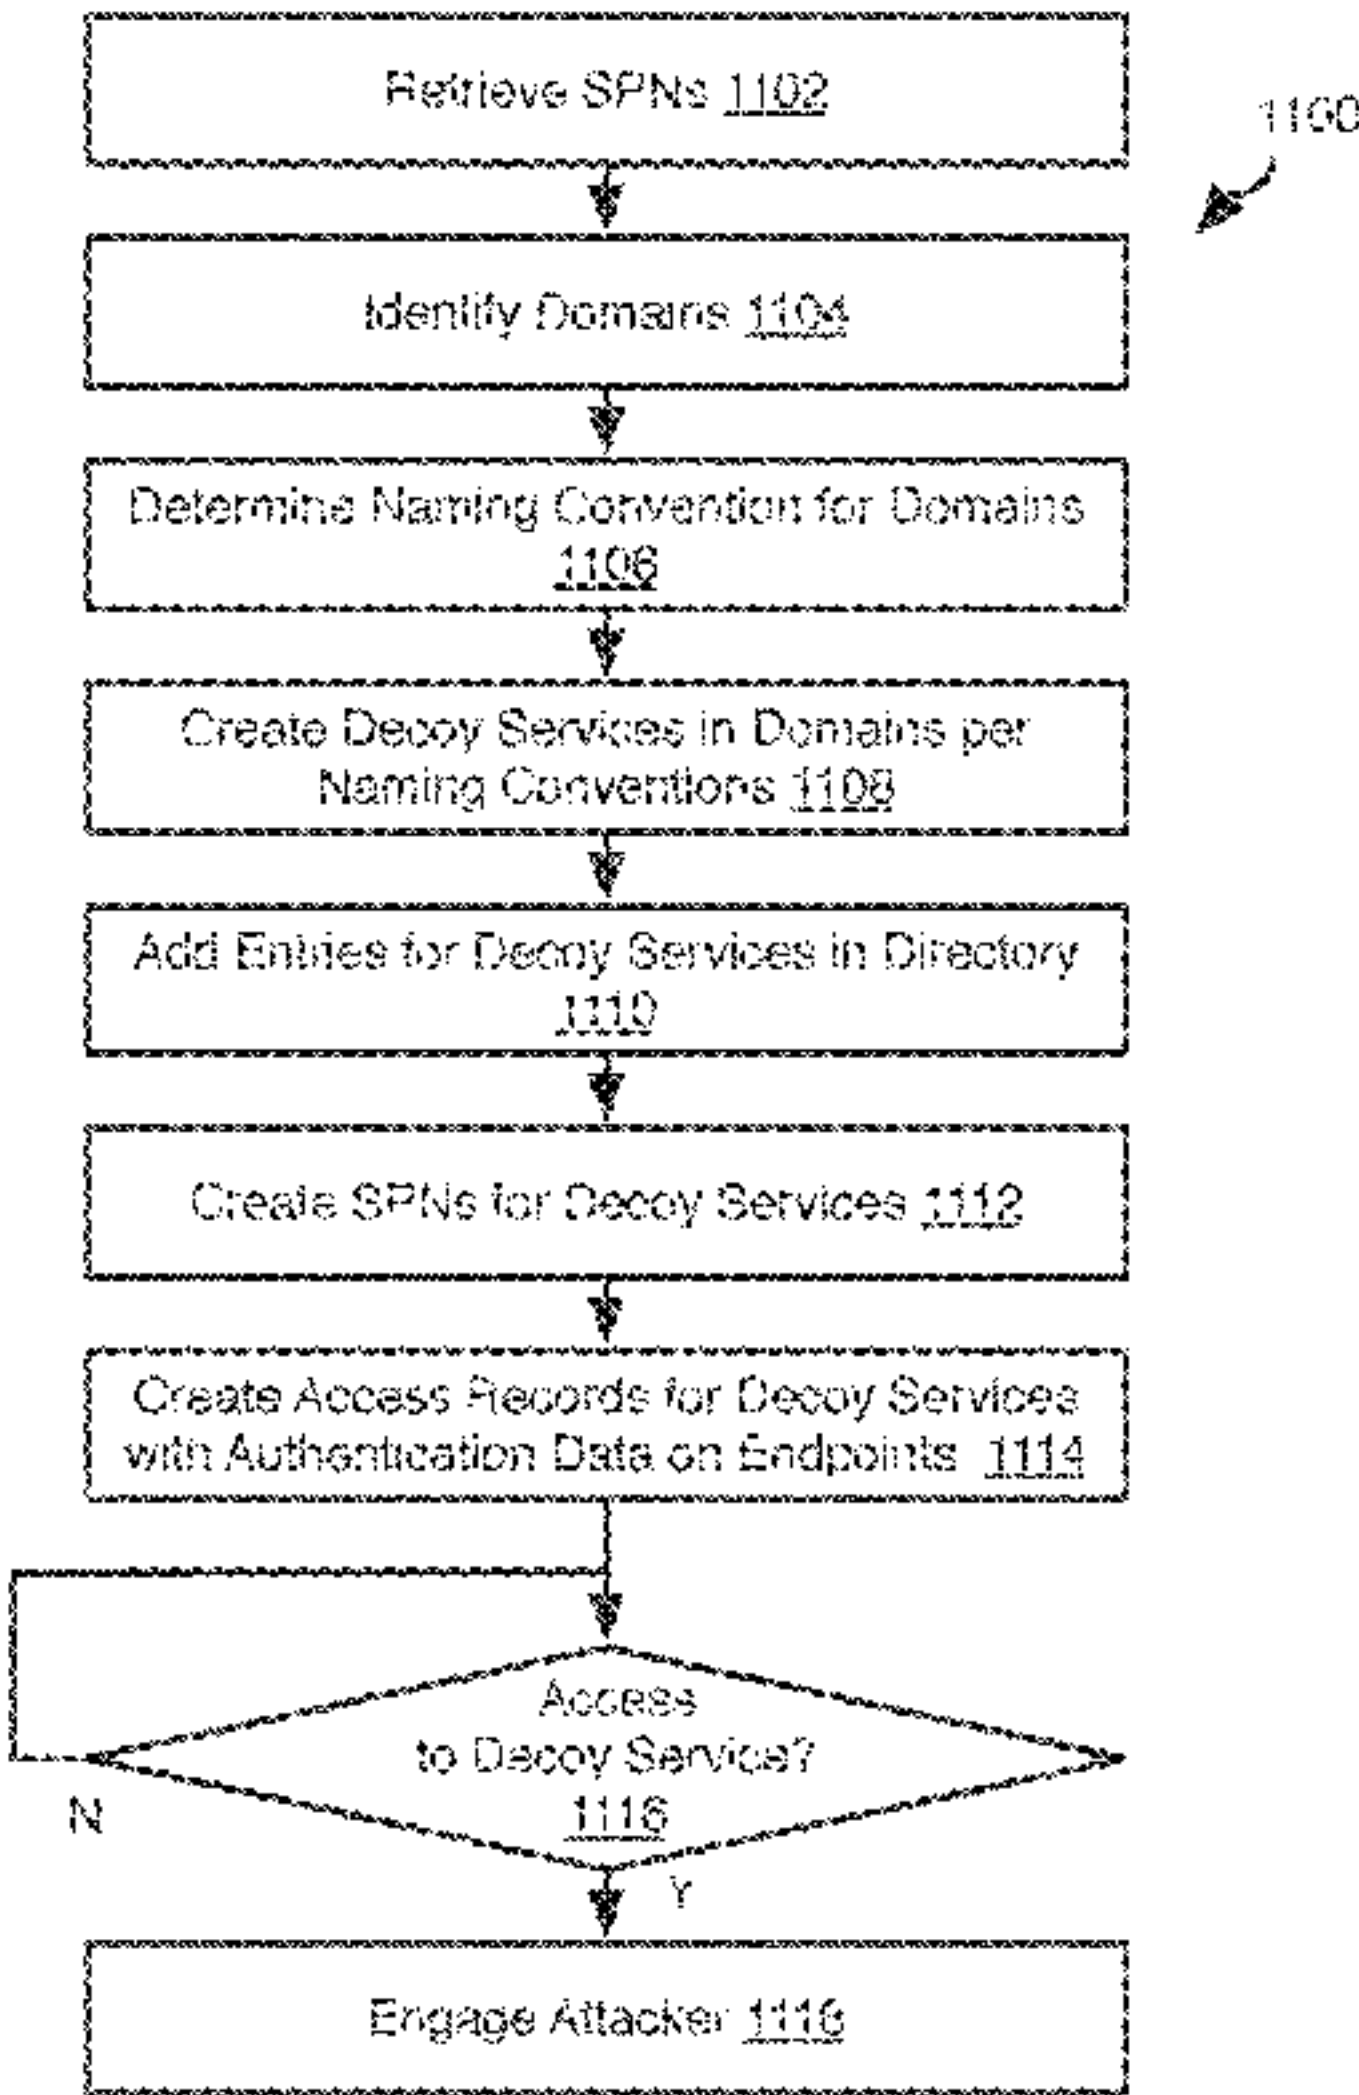 Retrieve SPNs 1102
1100
Identify Domains 1104
Determine Naming Convention for Domains
1106
Create Decoy Services in Domains per
Naming Conventions 1108
Add Entries for Decoy Services in Directory
1110
Create SPNs for Decoy Services 1112
Create Access Records for Decoy Services
with Authentication Data on Endpoints 1114
Access
to Decoy Service?
1116
N
Y
Engage Attacker 1116